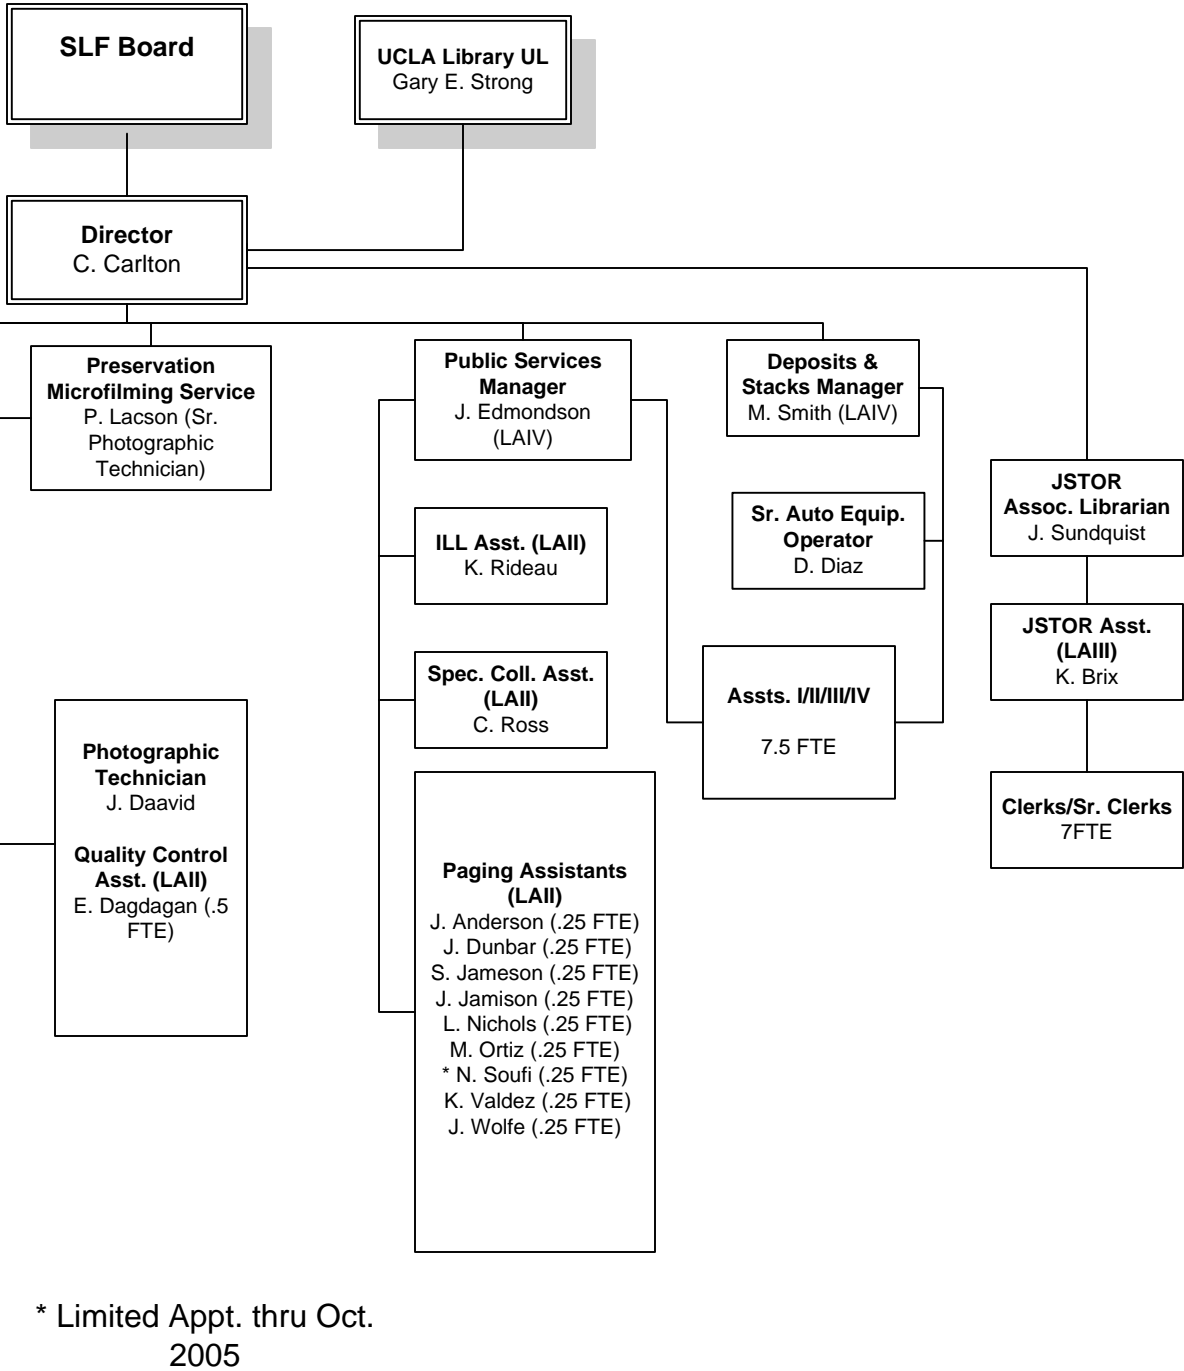 SLF Board
UCLA Library UL
Gary E. Strong
Director
C. Carlton
Preservation
Microfilming Service
P. Lacson (Sr.
Photographic
Technician)
Public Services
Manager
J. Edmondson
(LAIV)
Deposits &
Stacks Manager
M. Smith (LAIV)
JSTOR
Assoc. Librarian
J. Sundquist
ILL Asst. (LAII)
K. Rideau
Sr. Auto Equip.
Operator
D. Diaz
JSTOR Asst.
(LAIII)
K. Brix
Spec. Coll. Asst.
(LAII)
C. Ross
Assts. I/II/III/IV
7.5 FTE
Photographic
Technician
J. Daavid
Quality Control
Asst. (LAII)
E. Dagdagan (.5
FTE)
Clerks/Sr. Clerks
7FTE
Paging Assistants
(LAII)
J. Anderson (.25 FTE)
J. Dunbar (.25 FTE)
S. Jameson (.25 FTE)
J. Jamison (.25 FTE)
L. Nichols (.25 FTE)
M. Ortiz (.25 FTE)
* N. Soufi (.25 FTE)
K. Valdez (.25 FTE)
J. Wolfe (.25 FTE)
* Limited Appt. thru Oct.
2005